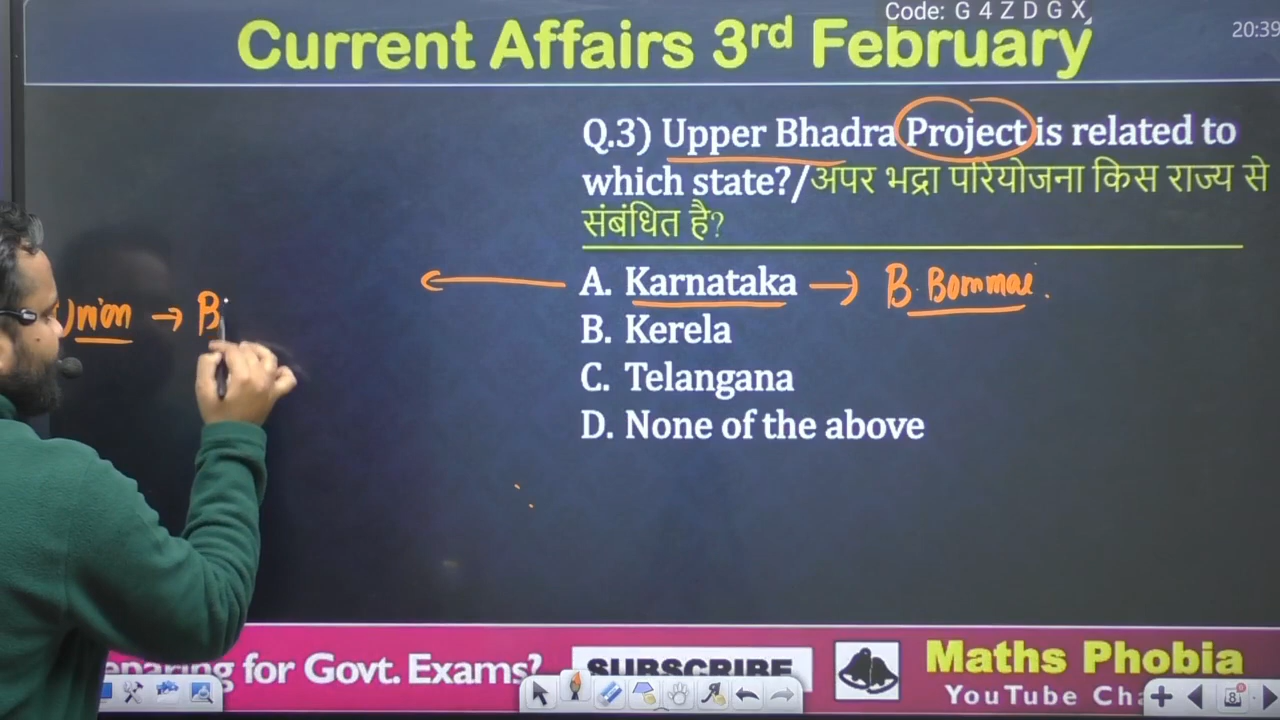 Code: G 4 Z D G X
20:39
Current Affairs 3rd February
Q.3) Upper Bhadra Project is related to
which state?/अपर भद्रा परियोजना किस राज्य से
संबंधित है?
A. Karnataka → B. Bommai.
Union → B
B. Kerela
C. Telangana
D. None of the above
eparing for Govt. Exams?
SUBSCRIBE
Maths Phobia
YouTube Cha
8